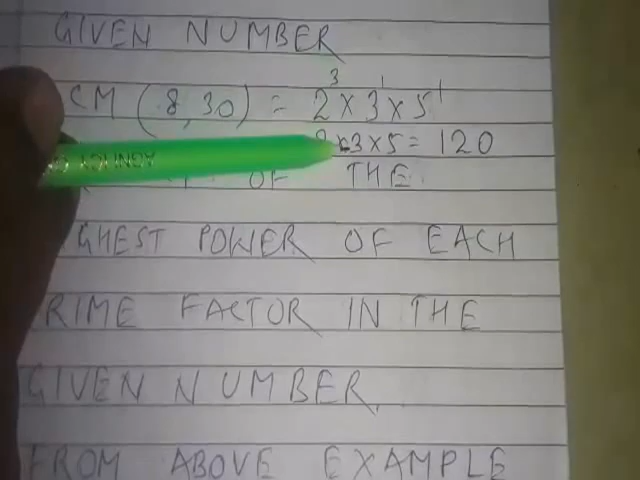 GIVEN NUMBER
CM (8,30) = 2³ × 3¹ × 5¹
8 × 3 × 5 = 120
OF THE
GHEST POWER OF EACH
RIME FACTOR IN THE
GIVEN NUMBER.
FROM ABOVE EXAMPLE